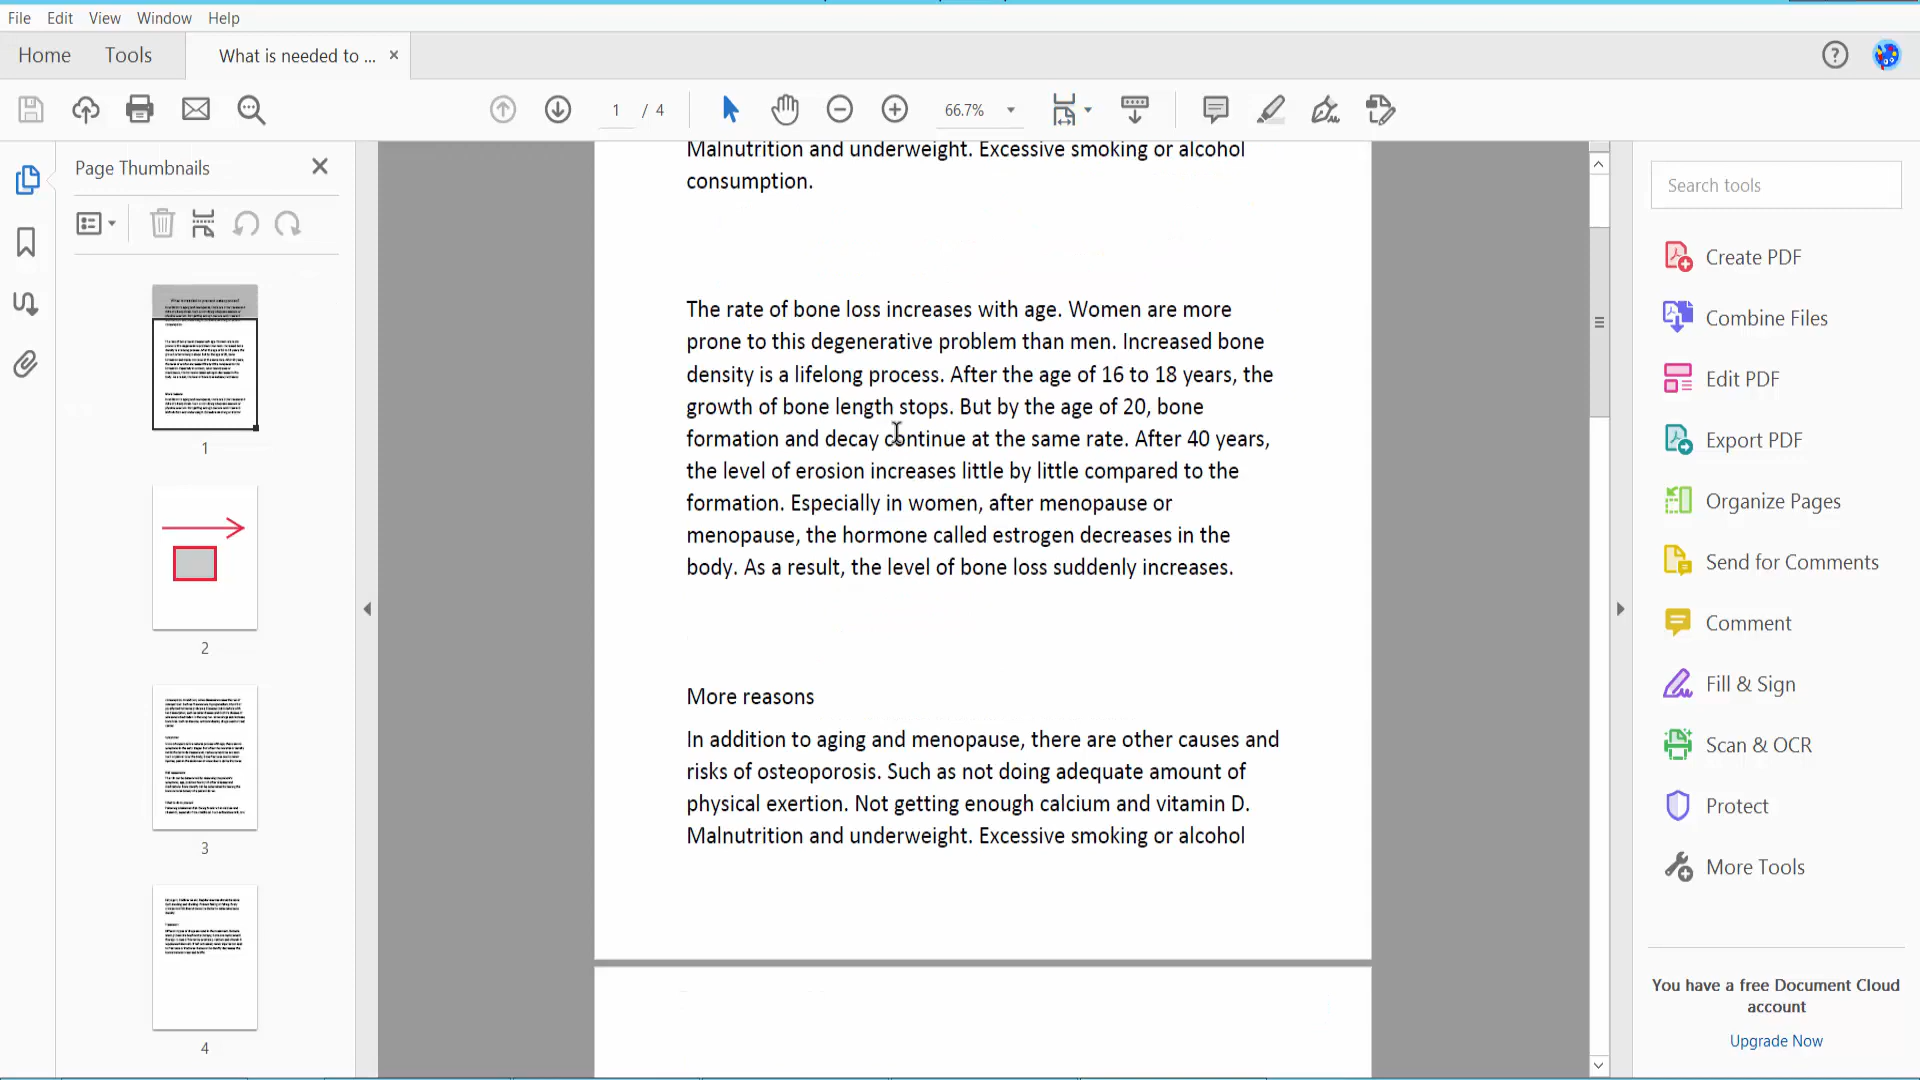 File Edit View Window Help
Home Tools What is needed to ... ×
1 / 4 66.7%
Page Thumbnails
1
2
3
4
Malnutrition and underweight. Excessive smoking or alcohol
consumption.
The rate of bone loss increases with age. Women are more
prone to this degenerative problem than men. Increased bone
density is a lifelong process. After the age of 16 to 18 years, the
growth of bone length stops. But by the age of 20, bone
formation and decay continue at the same rate. After 40 years,
the level of erosion increases little by little compared to the
formation. Especially in women, after menopause or
menopause, the hormone called estrogen decreases in the
body. As a result, the level of bone loss suddenly increases.
More reasons
In addition to aging and menopause, there are other causes and
risks of osteoporosis. Such as not doing adequate amount of
physical exertion. Not getting enough calcium and vitamin D.
Malnutrition and underweight. Excessive smoking or alcohol
Search tools
Create PDF
Combine Files
Edit PDF
Export PDF
Organize Pages
Send for Comments
Comment
Fill & Sign
Scan & OCR
Protect
More Tools
You have a free Document Cloud
account
Upgrade Now